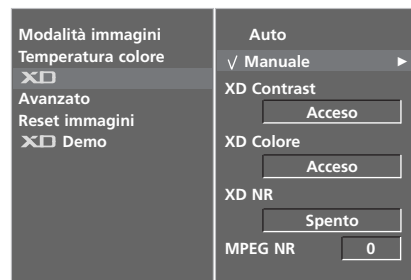 Modalità immagini
Temperatura colore
XD
Avanzato
Reset immagini
XD Demo
Auto
√ Manuale ►
XD Contrast
Acceso
XD Colore
Acceso
XD NR
Spento
MPEG NR 0